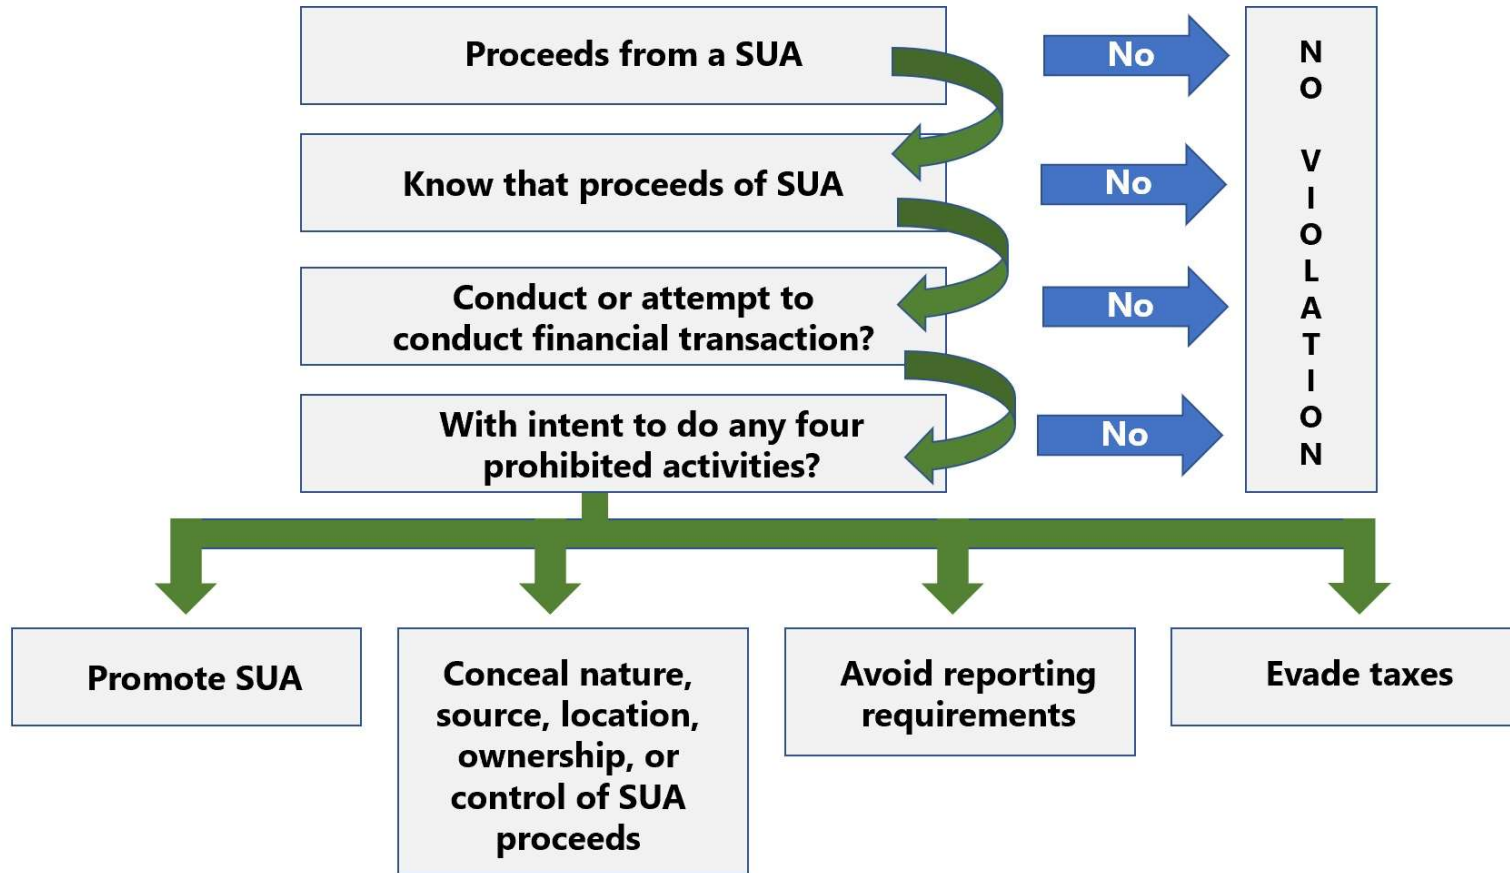 Proceeds from a SUA
No
Know that proceeds of SUA
No
Conduct or attempt to
conduct financial transaction?
No
With intent to do any four
prohibited activities?
No
NO VIOLATION
Promote SUA
Conceal nature,
source, location,
ownership, or
control of SUA
proceeds
Avoid reporting
requirements
Evade taxes